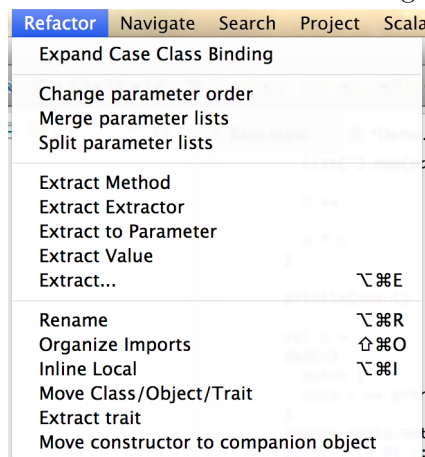 Refactor Navigate Search Project Scala
Expand Case Class Binding
Change parameter order
Merge parameter lists
Split parameter lists
Extract Method
Extract Extractor
Extract to Parameter
Extract Value
Extract... ⌥⌘E
Rename ⌥⌘R
Organize Imports ⇧⌘O
Inline Local ⌥⌘I
Move Class/Object/Trait
Extract trait
Move constructor to companion object